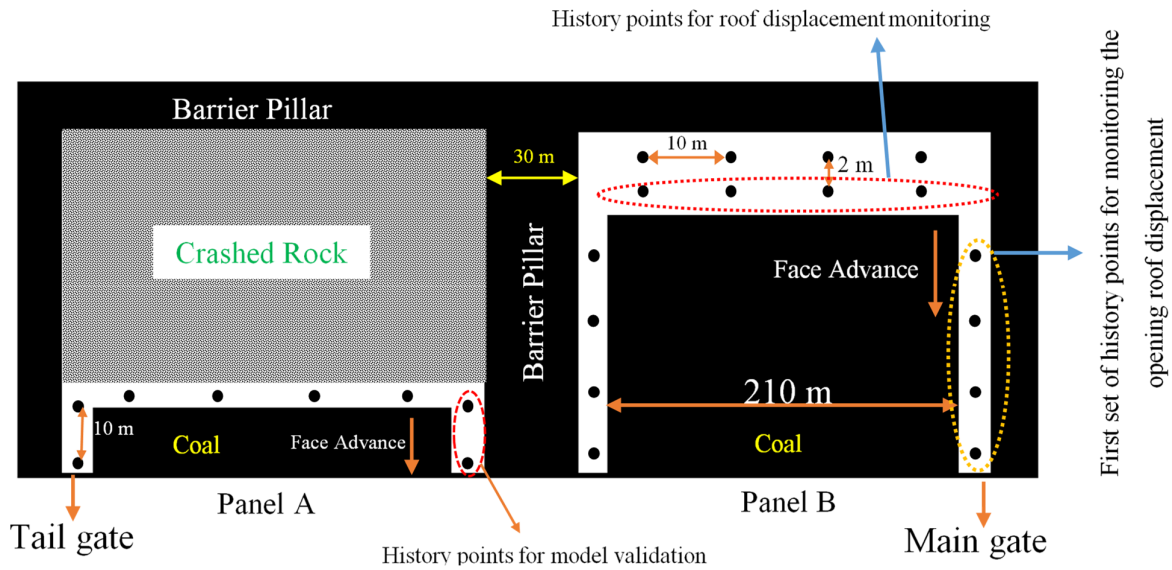 History points for roof displacement monitoring
First set of history points for monitoring the
opening roof displacement
Barrier Pillar
10 m
30 m
2 m
Crashed Rock
Barrier Pillar
Face Advance
210 m
10 m
Coal
Face Advance
Coal
Panel A
Panel B
Tail gate
Main gate
History points for model validation